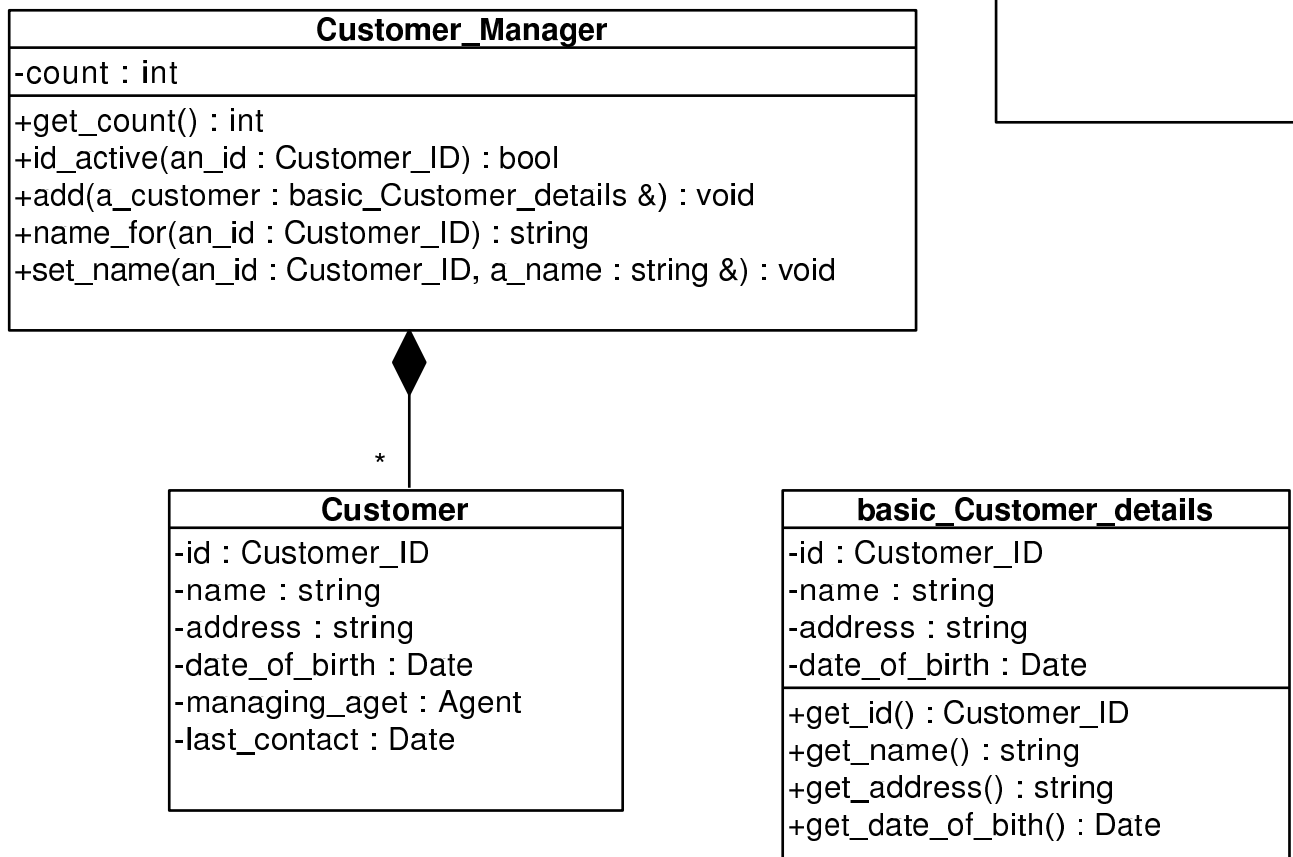 Customer_Manager
-count : int
+get_count() : int
+id_active(an_id : Customer_ID) : bool
+add(a_customer : basic_Customer_details &) : void
+name_for(an_id : Customer_ID) : string
+set_name(an_id : Customer_ID, a_name : string &) : void
*
Customer
-id : Customer_ID
-name : string
-address : string
-date_of_birth : Date
-managing_aget : Agent
-last_contact : Date
basic_Customer_details
-id : Customer_ID
-name : string
-address : string
-date_of_birth : Date
+get_id() : Customer_ID
+get_name() : string
+get_address() : string
+get_date_of_bith() : Date